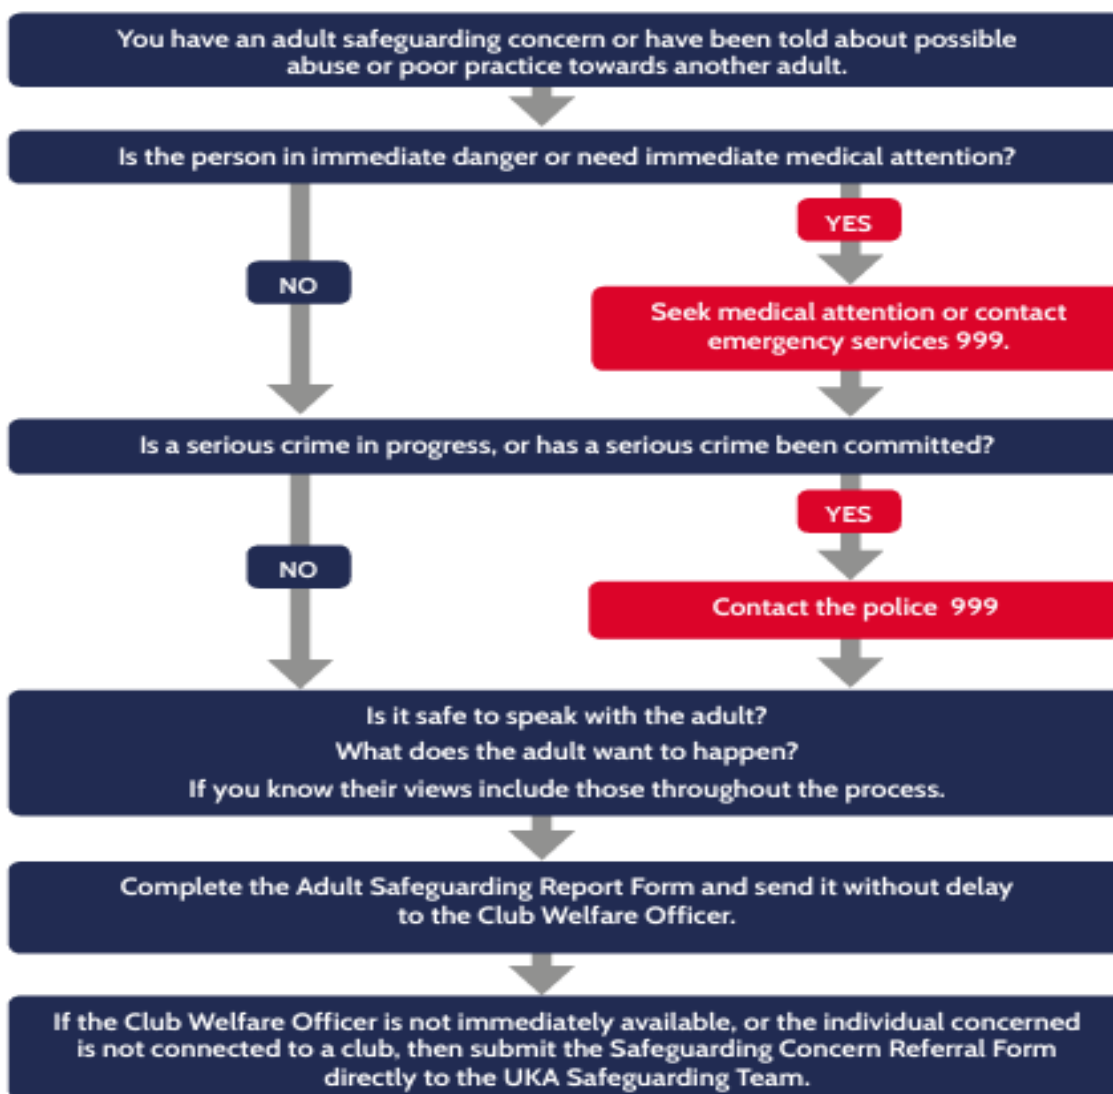 You have an adult safeguarding concern or have been told about possible
abuse or poor practice towards another adult.
Is the person in immediate danger or need immediate medical attention?
YES
NO
Seek medical attention or contact
emergency services 999.
Is a serious crime in progress, or has a serious crime been committed?
YES
NO
Contact the police 999
Is it safe to speak with the adult?
What does the adult want to happen?
If you know their views include those throughout the process.
Complete the Adult Safeguarding Report Form and send it without delay
to the Club Welfare Officer.
If the Club Welfare Officer is not immediately available, or the individual concerned
is not connected to a club, then submit the Safeguarding Concern Referral Form
directly to the UKA Safeguarding Team.